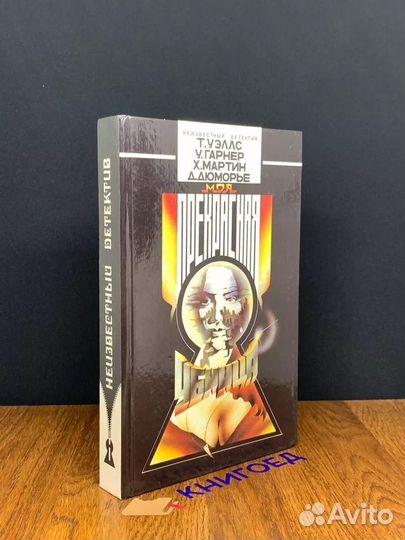 НЕИЗВЕСТНЫЙ ДЕТЕКТИВ
Т.УЭЛЛС
У.ГАРНЕР
Х.МАРТИН
Д.ДЮМОРЬЕ
МОЯ
ПРЕКРАСНАЯ
УБИЙЦА
НЕИЗВЕСТНЫЙ ДЕТЕКТИВ
КНИГОЕД
Avito